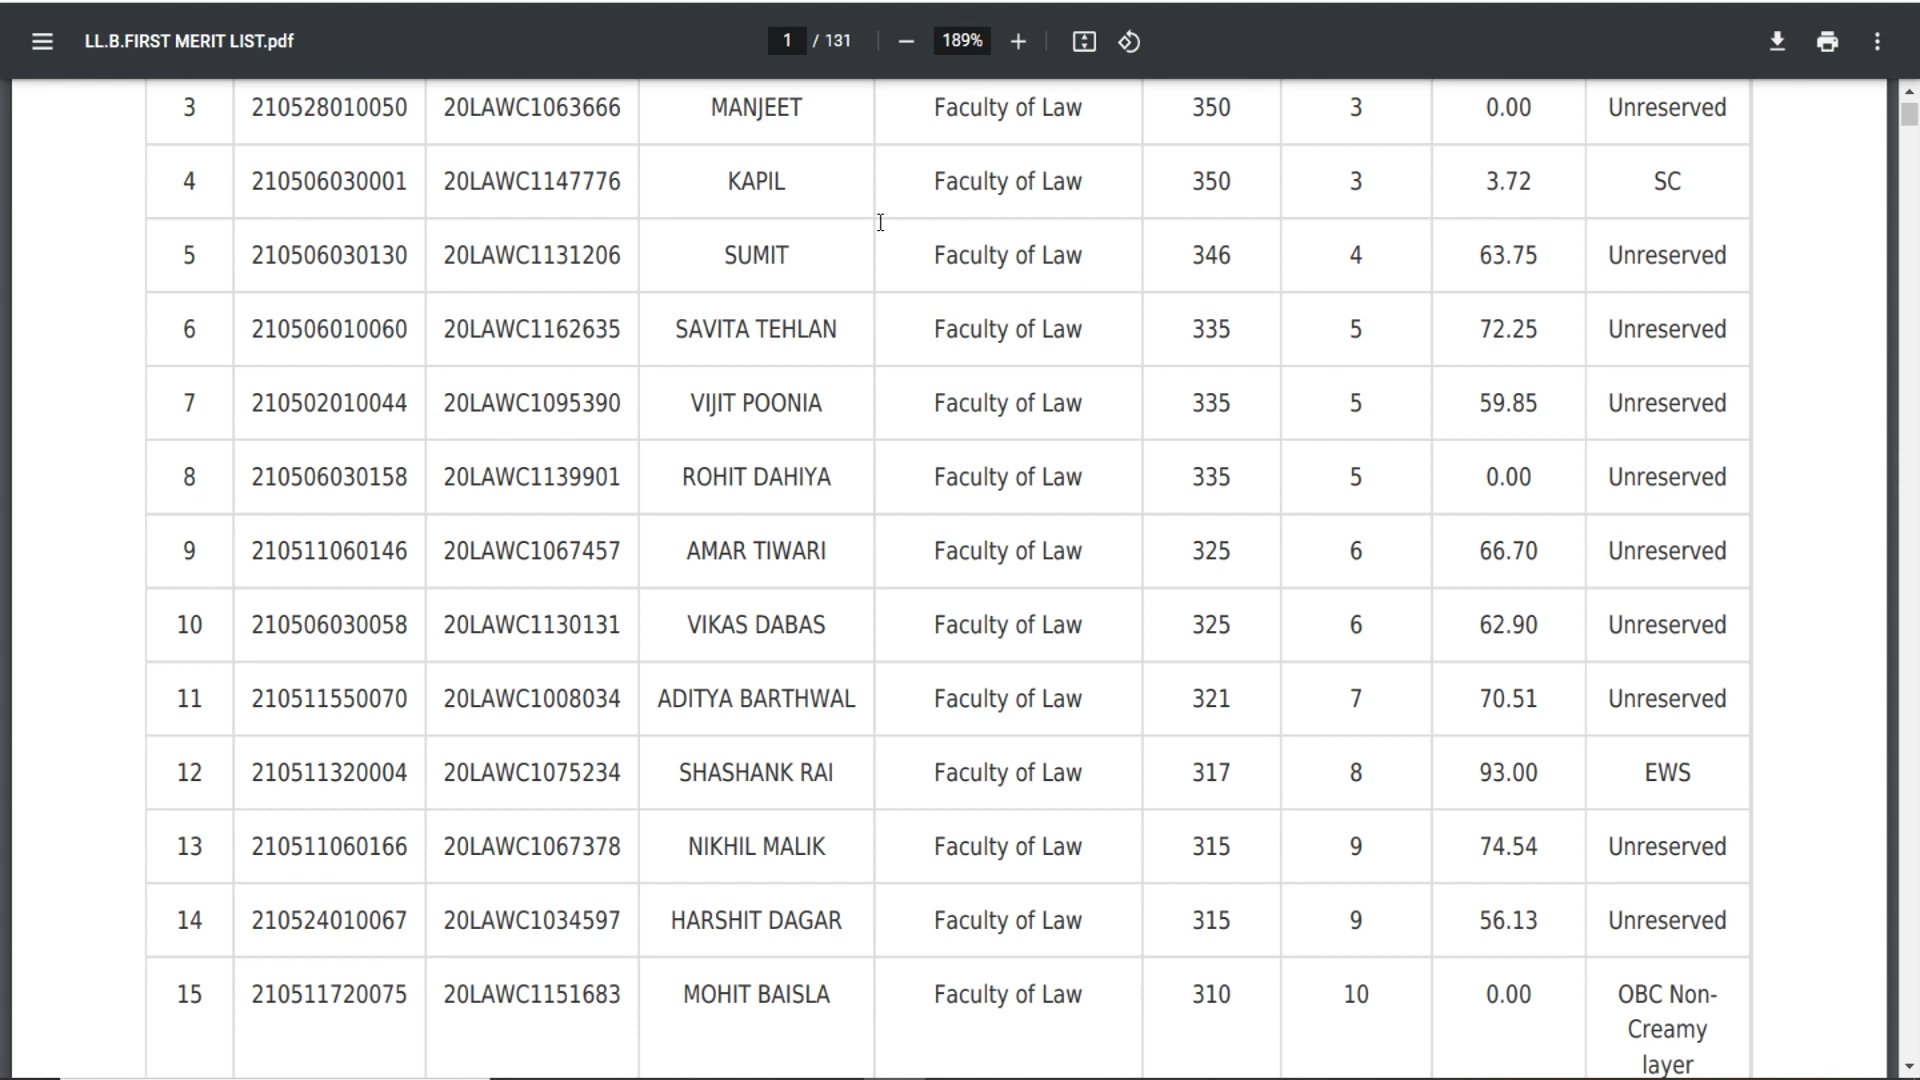 LL.B.FIRST MERIT LIST.pdf 1 / 131 189%
3 210528010050 20LAWC1063666 MANJEET Faculty of Law 350 3 0.00 Unreserved
4 210506030001 20LAWC1147776 KAPIL Faculty of Law 350 3 3.72 SC
5 210506030130 20LAWC1131206 SUMIT Faculty of Law 346 4 63.75 Unreserved
6 210506010060 20LAWC1162635 SAVITA TEHLAN Faculty of Law 335 5 72.25 Unreserved
7 210502010044 20LAWC1095390 VIJIT POONIA Faculty of Law 335 5 59.85 Unreserved
8 210506030158 20LAWC1139901 ROHIT DAHIYA Faculty of Law 335 5 0.00 Unreserved
9 210511060146 20LAWC1067457 AMAR TIWARI Faculty of Law 325 6 66.70 Unreserved
10 210506030058 20LAWC1130131 VIKAS DABAS Faculty of Law 325 6 62.90 Unreserved
11 210511550070 20LAWC1008034 ADITYA BARTHWAL Faculty of Law 321 7 70.51 Unreserved
12 210511320004 20LAWC1075234 SHASHANK RAI Faculty of Law 317 8 93.00 EWS
13 210511060166 20LAWC1067378 NIKHIL MALIK Faculty of Law 315 9 74.54 Unreserved
14 210524010067 20LAWC1034597 HARSHIT DAGAR Faculty of Law 315 9 56.13 Unreserved
15 210511720075 20LAWC1151683 MOHIT BAISLA Faculty of Law 310 10 0.00 OBC Non-
Creamy
layer